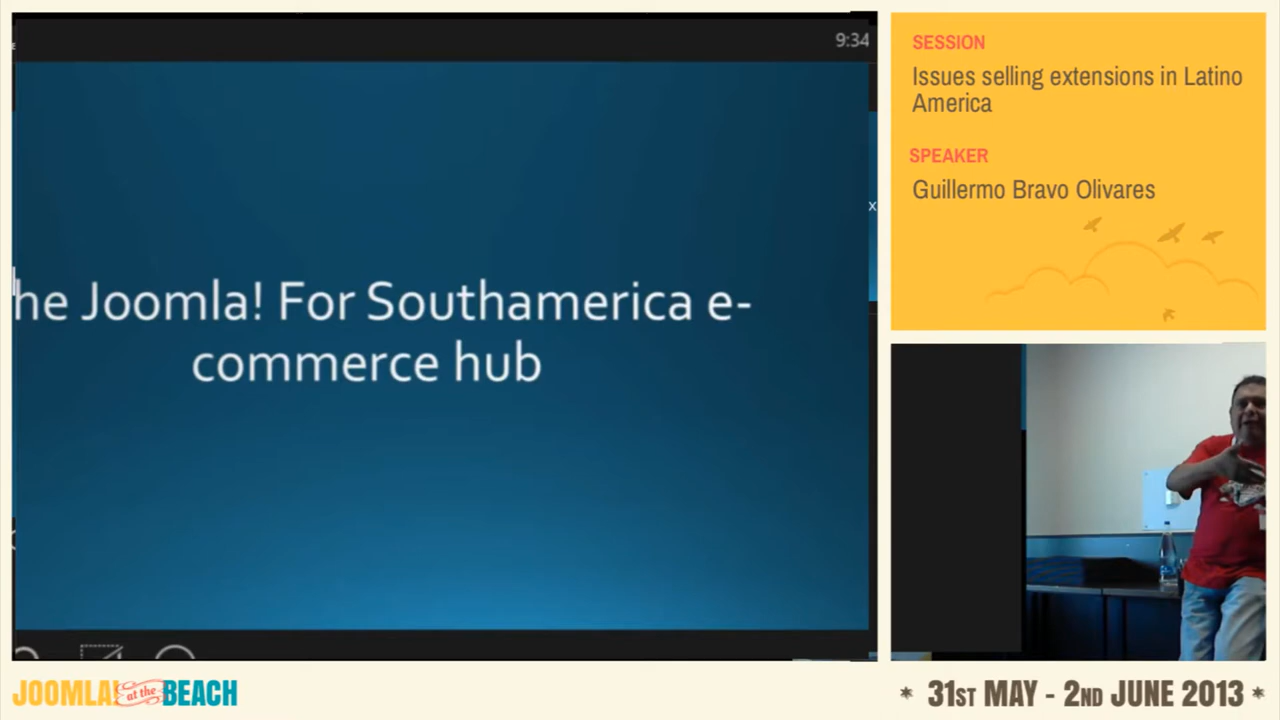 9:34
he Joomla! For Southamerica e-
commerce hub
x
SESSION
Issues selling extensions in Latino
America
SPEAKER
Guillermo Bravo Olivares
JOOMLA! at the BEACH
* 31ST MAY - 2ND JUNE 2013 *